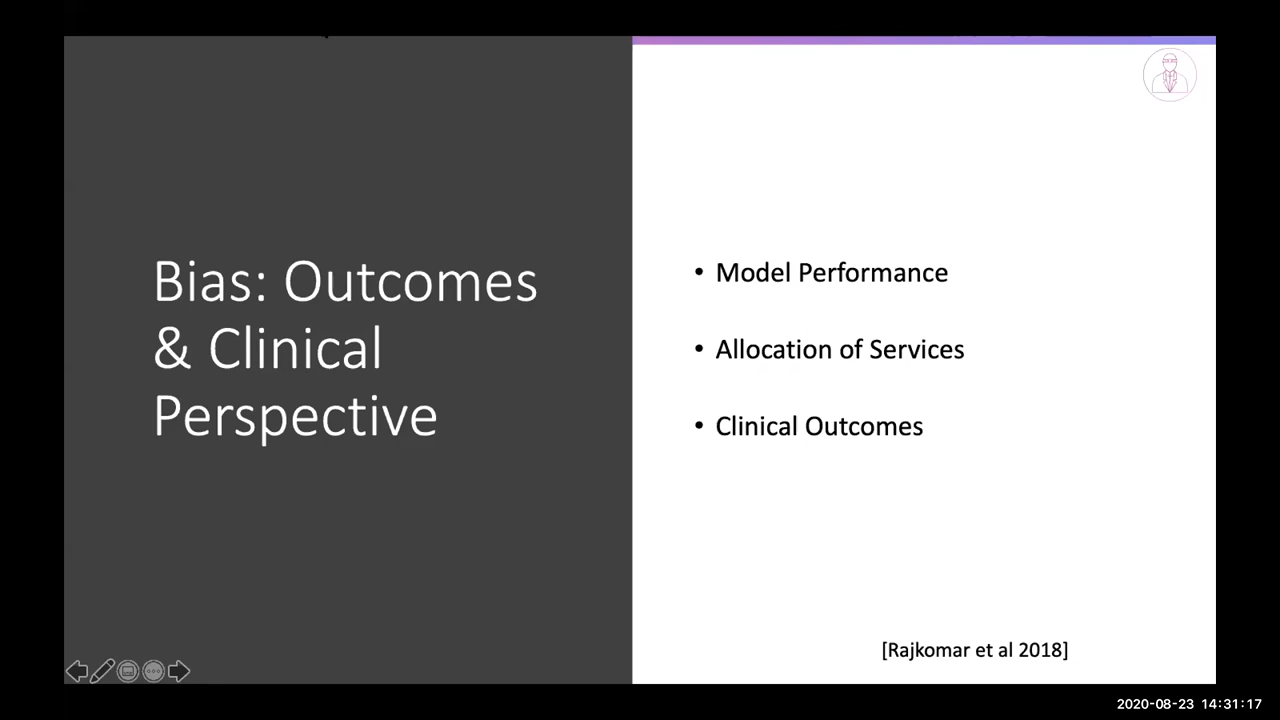 Bias: Outcomes
& Clinical
Perspective
• Model Performance
• Allocation of Services
• Clinical Outcomes
[Rajkomar et al 2018]
2020-08-23 14:31:17